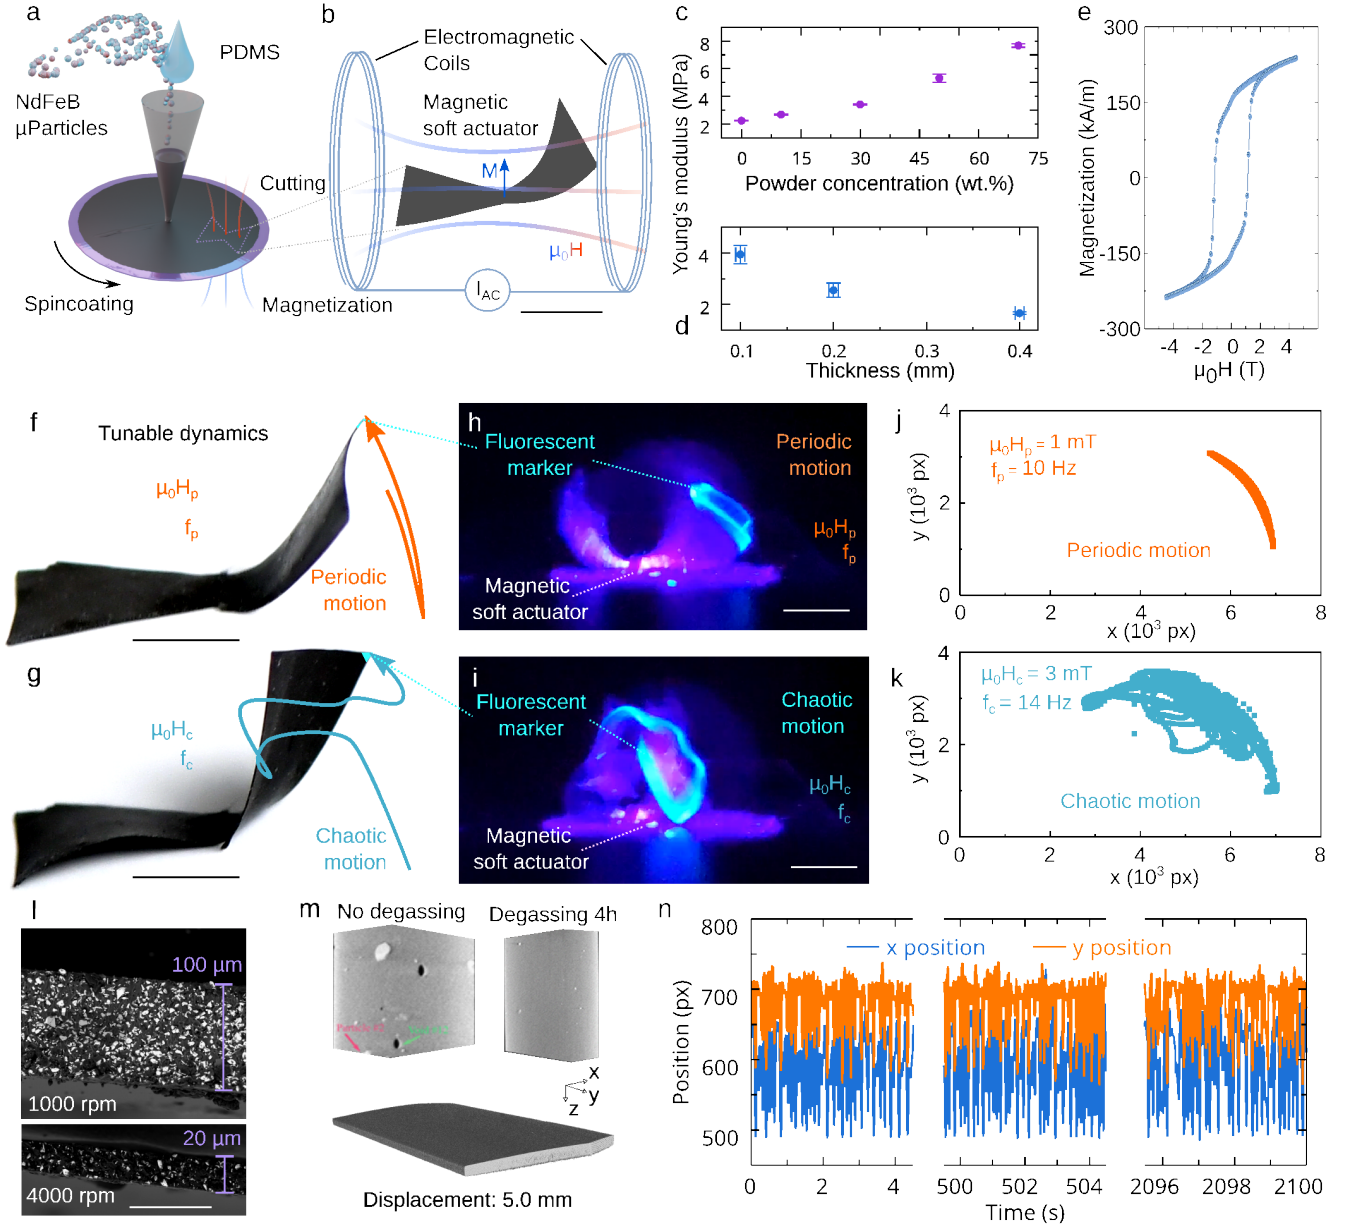 a
PDMS
NdFeB
µParticles
Cutting
Spincoating
Magnetization
b
Electromagnetic
Coils
Magnetic
soft actuator
M
µ0H
IAC
c
Young's modulus (MPa)
8
6
4
2
0
15
30
45
60
75
Powder concentration (wt.%)
4
2
d
0.1
0.2
0.3
0.4
Thickness (mm)
e
Magnetization (kA/m)
300
150
0
-150
-300
-4
-2
0
2
4
µ0H (T)
f
Tunable dynamics
µ0Hp
fp
Periodic
motion
g
µ0Hc
fc
Chaotic
motion
h
Fluorescent
marker
Periodic
motion
µ0Hp
fp
Magnetic
soft actuator
i
Fluorescent
marker
Chaotic
motion
µ0Hc
fc
Magnetic
soft actuator
j
4
2
0
y (10³ px)
µ0Hp = 1 mT
fp = 10 Hz
Periodic motion
0
2
4
6
8
x (10³ px)
k
4
2
0
y (10³ px)
µ0Hc = 3 mT
fc = 14 Hz
Chaotic motion
0
2
4
6
8
x (10³ px)
l
100 µm
1000 rpm
20 µm
4000 rpm
m
No degassing
Degassing 4h
x
y
z
Displacement: 5.0 mm
n
800
700
600
500
Position (px)
x position
y position
0
2
4
500
502
504
2096
2098
2100
Time (s)